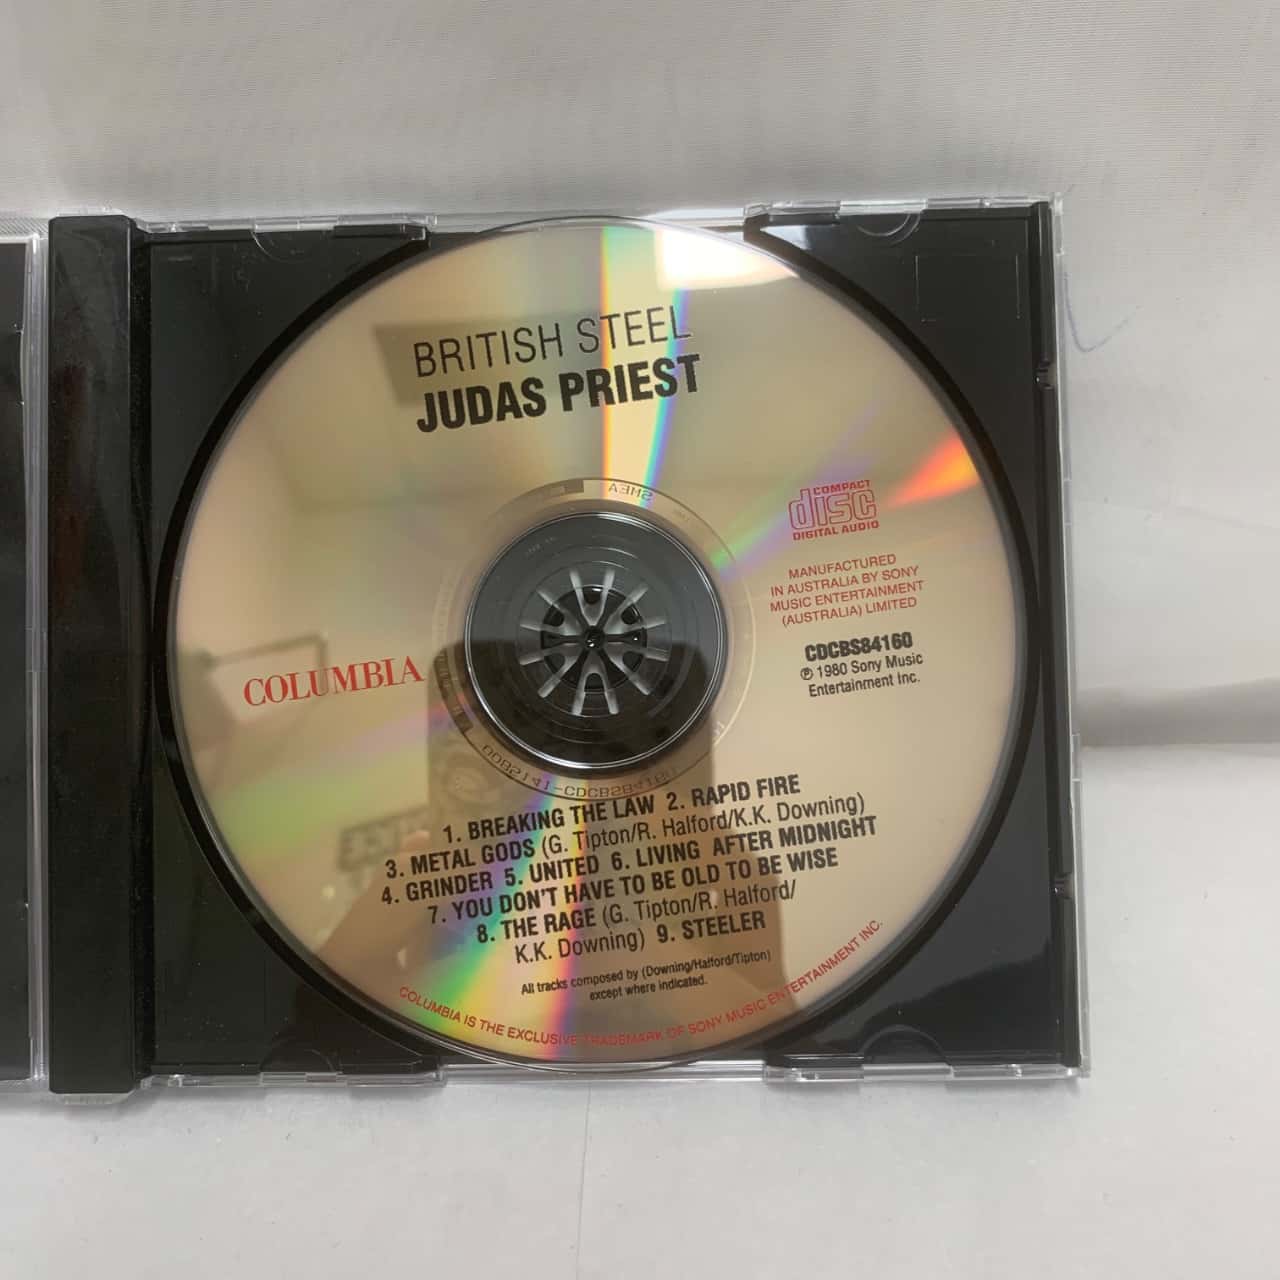 BRITISH STEEL
JUDAS PRIEST
COMPACT
disc
DIGITAL AUDIO
MANUFACTURED
IN AUSTRALIA BY SONY
MUSIC ENTERTAINMENT
(AUSTRALIA) LIMITED
CDCBS84160
℗ 1980 Sony Music
Entertainment Inc.
COLUMBIA
SMEA
1. BREAKING THE LAW 2. RAPID FIRE
3. METAL GODS (G. Tipton/R. Halford/K.K. Downing)
4. GRINDER 5. UNITED 6. LIVING AFTER MIDNIGHT
7. YOU DON'T HAVE TO BE OLD TO BE WISE
8. THE RAGE (G. Tipton/R. Halford/
K.K. Downing) 9. STEELER
All tracks composed by (Downing/Halford/Tipton)
except where indicated.
COLUMBIA IS THE EXCLUSIVE TRADEMARK OF SONY MUSIC ENTERTAINMENT INC.